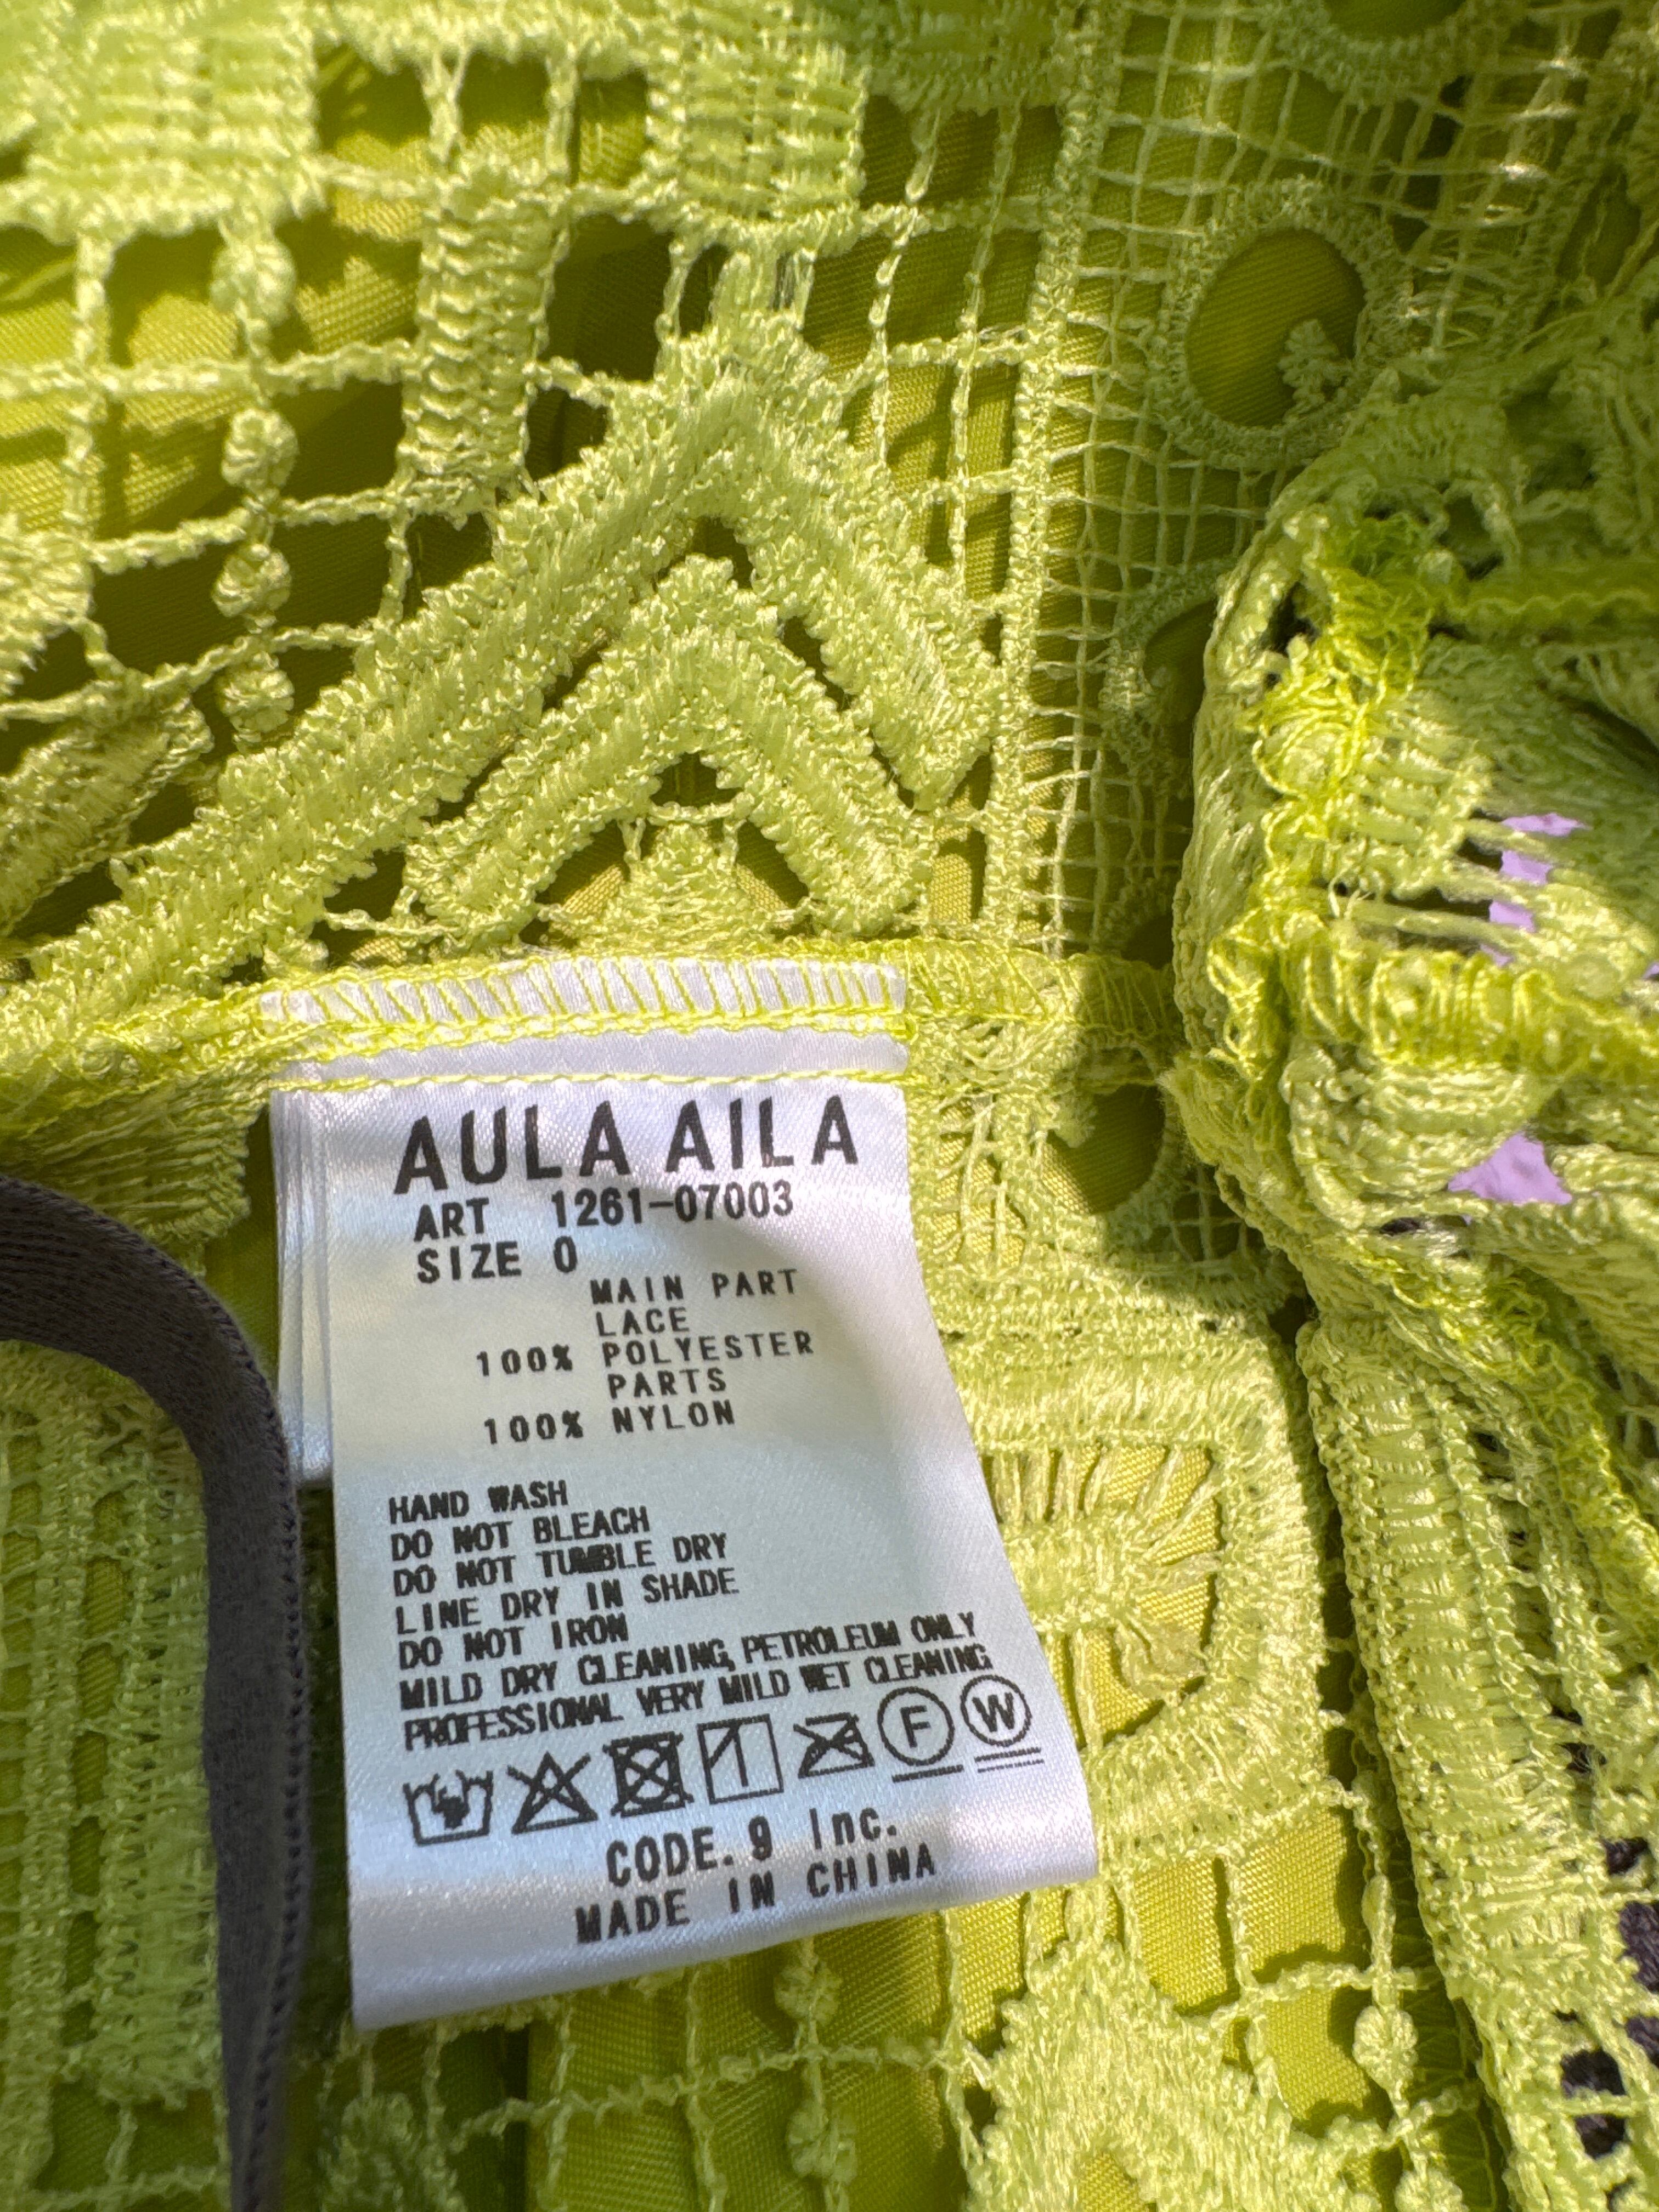 AULA AILA
ART 1261-07003
SIZE 0
MAIN PART
LACE
100% POLYESTER
PARTS
100% NYLON
HAND WASH
DO NOT BLEACH
DO NOT TUMBLE DRY
LINE DRY IN SHADE
DO NOT IRON
MILD DRY CLEANING, PETROLEUM ONLY
PROFESSIONAL VERY MILD WET CLEANING
F W
CODE.9 Inc.
MADE IN CHINA